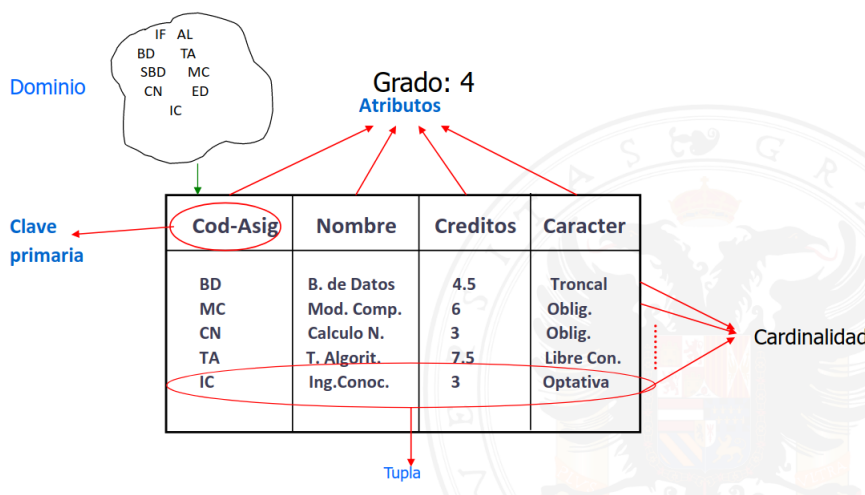 IF AL
BD TA
SBD MC
CN ED
IC
Dominio
Grado: 4
Atributos
Clave
primaria
Cod-Asig Nombre Creditos Caracter
BD B. de Datos 4.5 Troncal
MC Mod. Comp. 6 Oblig.
CN Calculo N. 3 Oblig.
TA T. Algorit. 7.5 Libre Con.
IC Ing.Conoc. 3 Optativa
Cardinalidad
Tupla